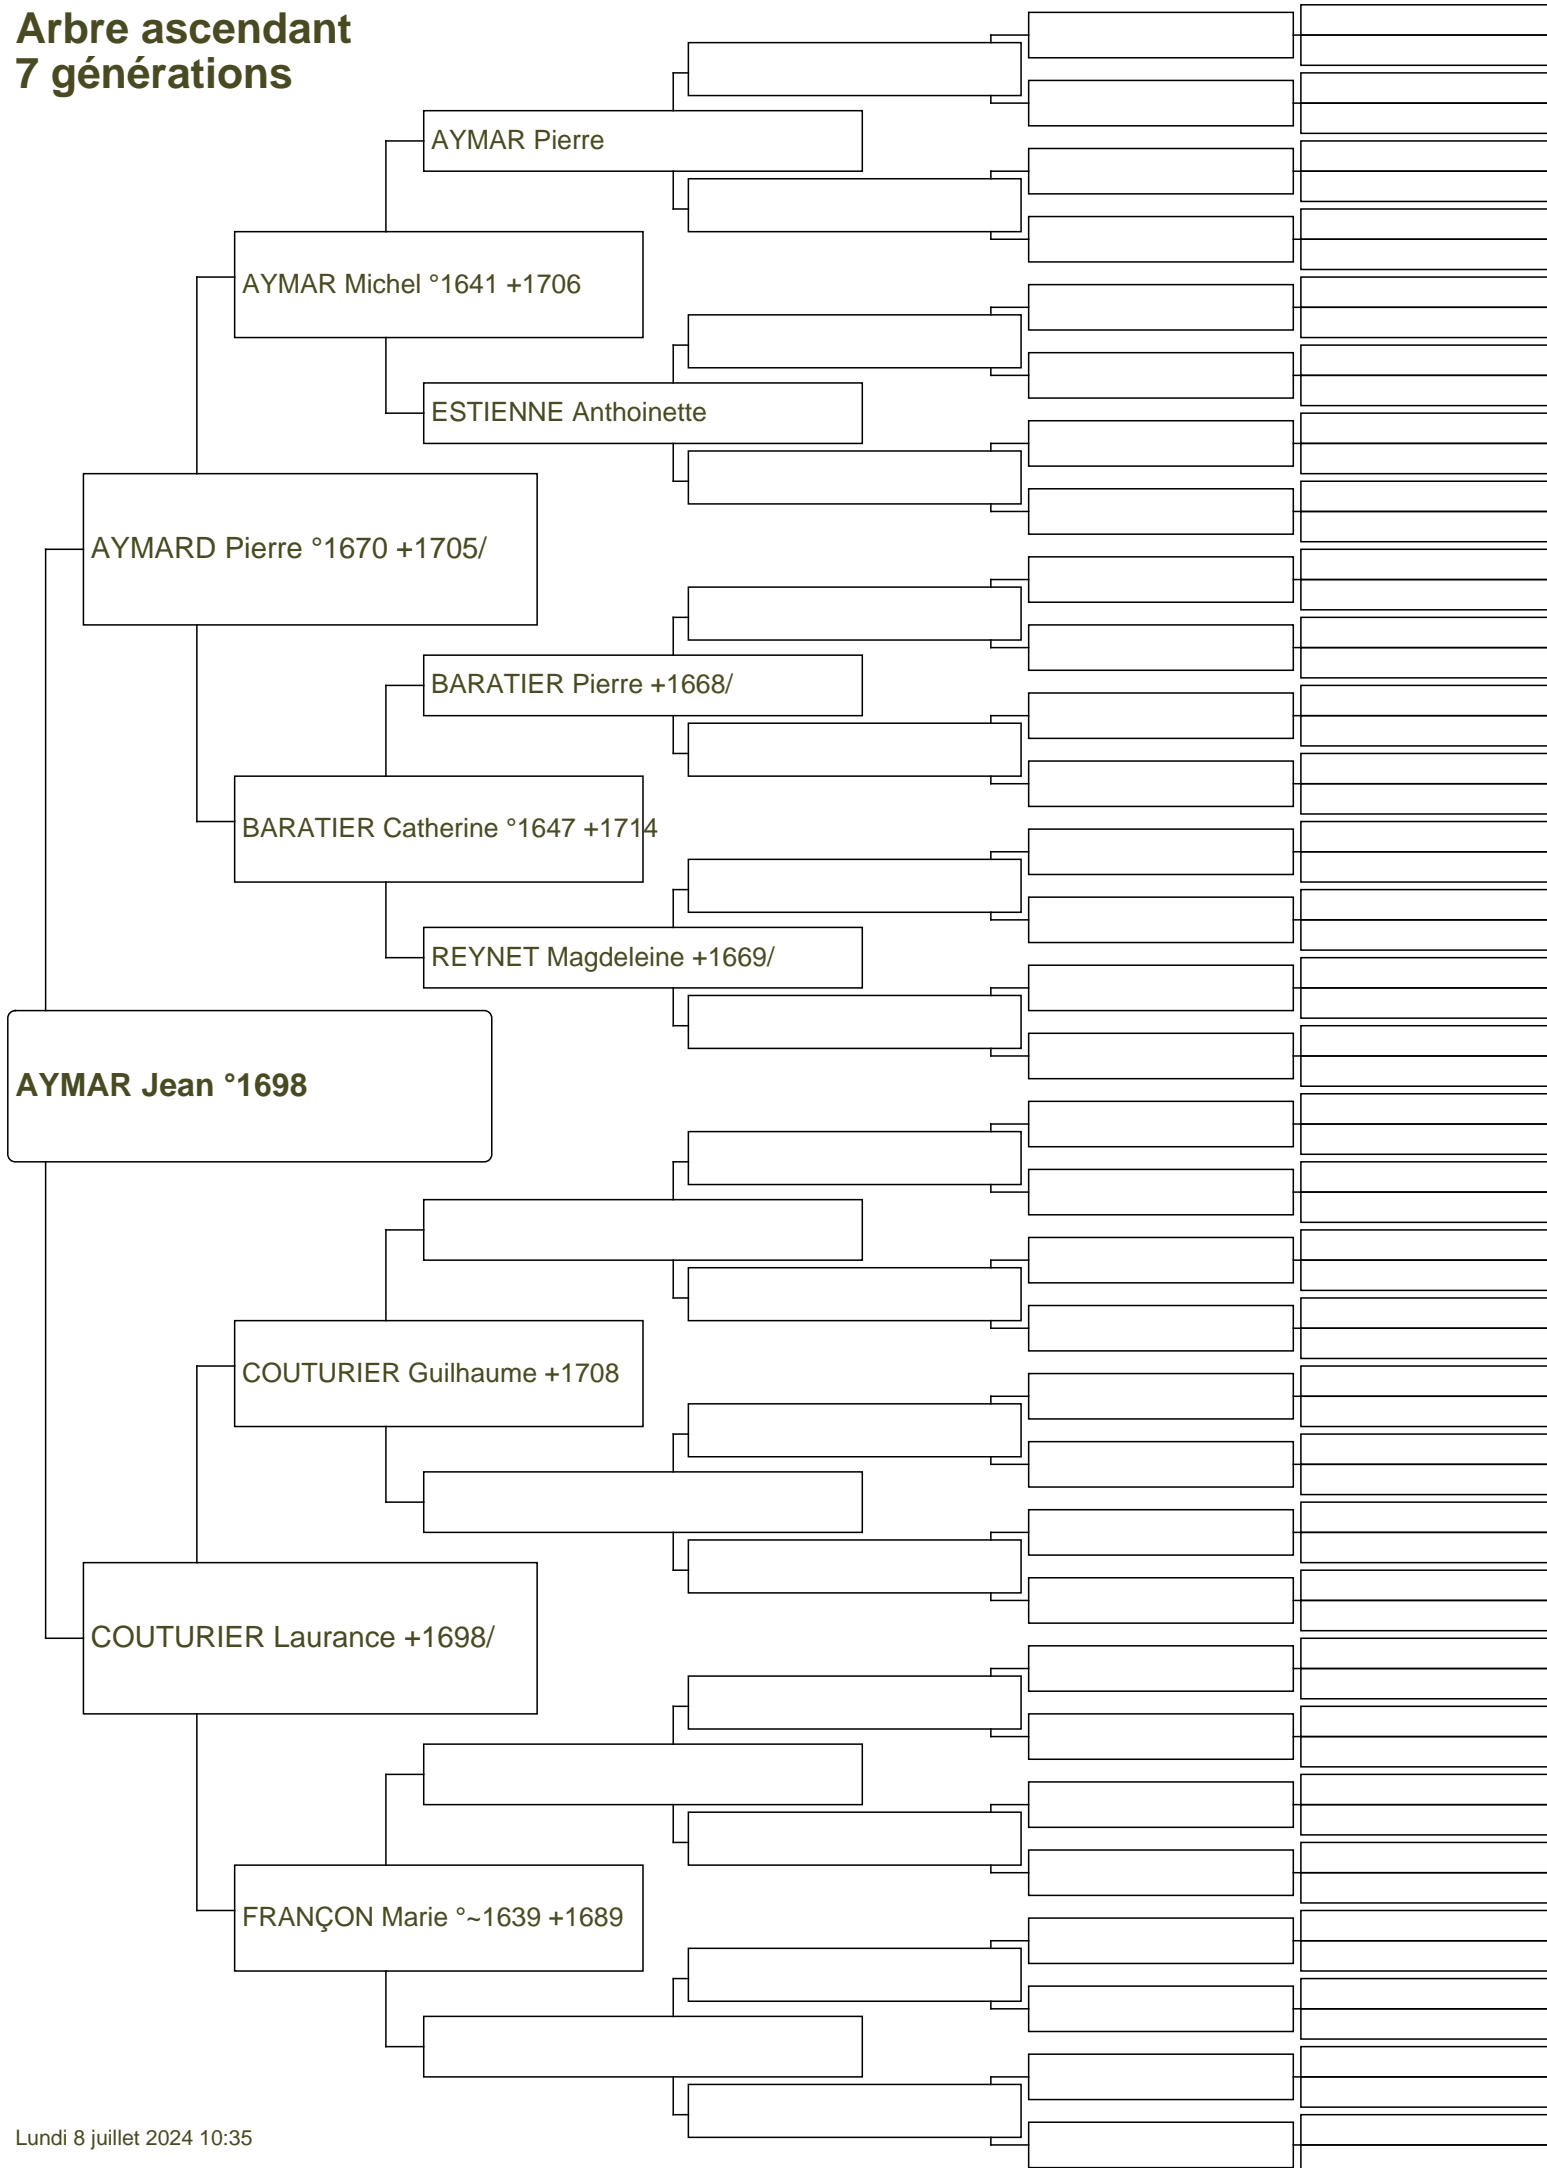 Arbre ascendant
7 générations
AYMAR Pierre
AYMAR Michel °1641 +1706
ESTIENNE Anthoinette
AYMARD Pierre °1670 +1705/
BARATIER Pierre +1668/
BARATIER Catherine °1647 +1714
REYNET Magdeleine +1669/
AYMAR Jean °1698
COUTURIER Guilhaume +1708
COUTURIER Laurance +1698/
FRANÇON Marie °~1639 +1689
Lundi 8 juillet 2024 10:35